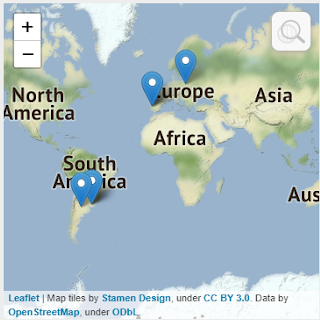 +
−
North
America
Europe
Asia
Africa
South
America
Aus
Leaflet | Map tiles by Stamen Design, under CC BY 3.0. Data by
OpenStreetMap, under ODbL.